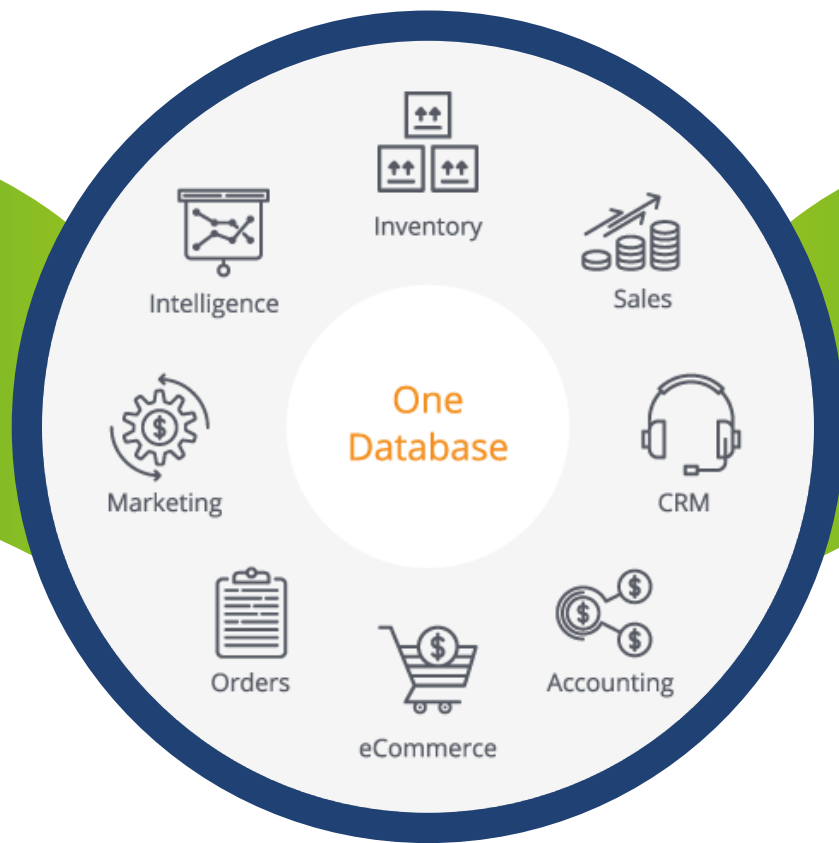 Inventory
Sales
Intelligence
One
Database
CRM
Marketing
Accounting
Orders
eCommerce
$
$
$
$
$